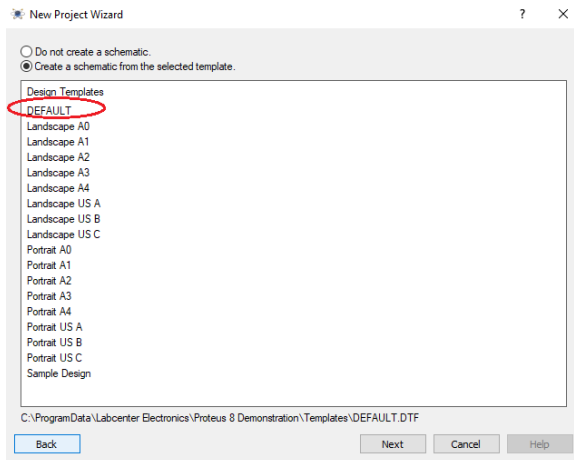 New Project Wizard ? ×
Do not create a schematic.
Create a schematic from the selected template.
Design Templates
DEFAULT
Landscape A0
Landscape A1
Landscape A2
Landscape A3
Landscape A4
Landscape US A
Landscape US B
Landscape US C
Portrait A0
Portrait A1
Portrait A2
Portrait A3
Portrait A4
Portrait US A
Portrait US B
Portrait US C
Sample Design
C:\ProgramData\Labcenter Electronics\Proteus 8 Demonstration\Templates\DEFAULT.DTF
Back Next Cancel Help